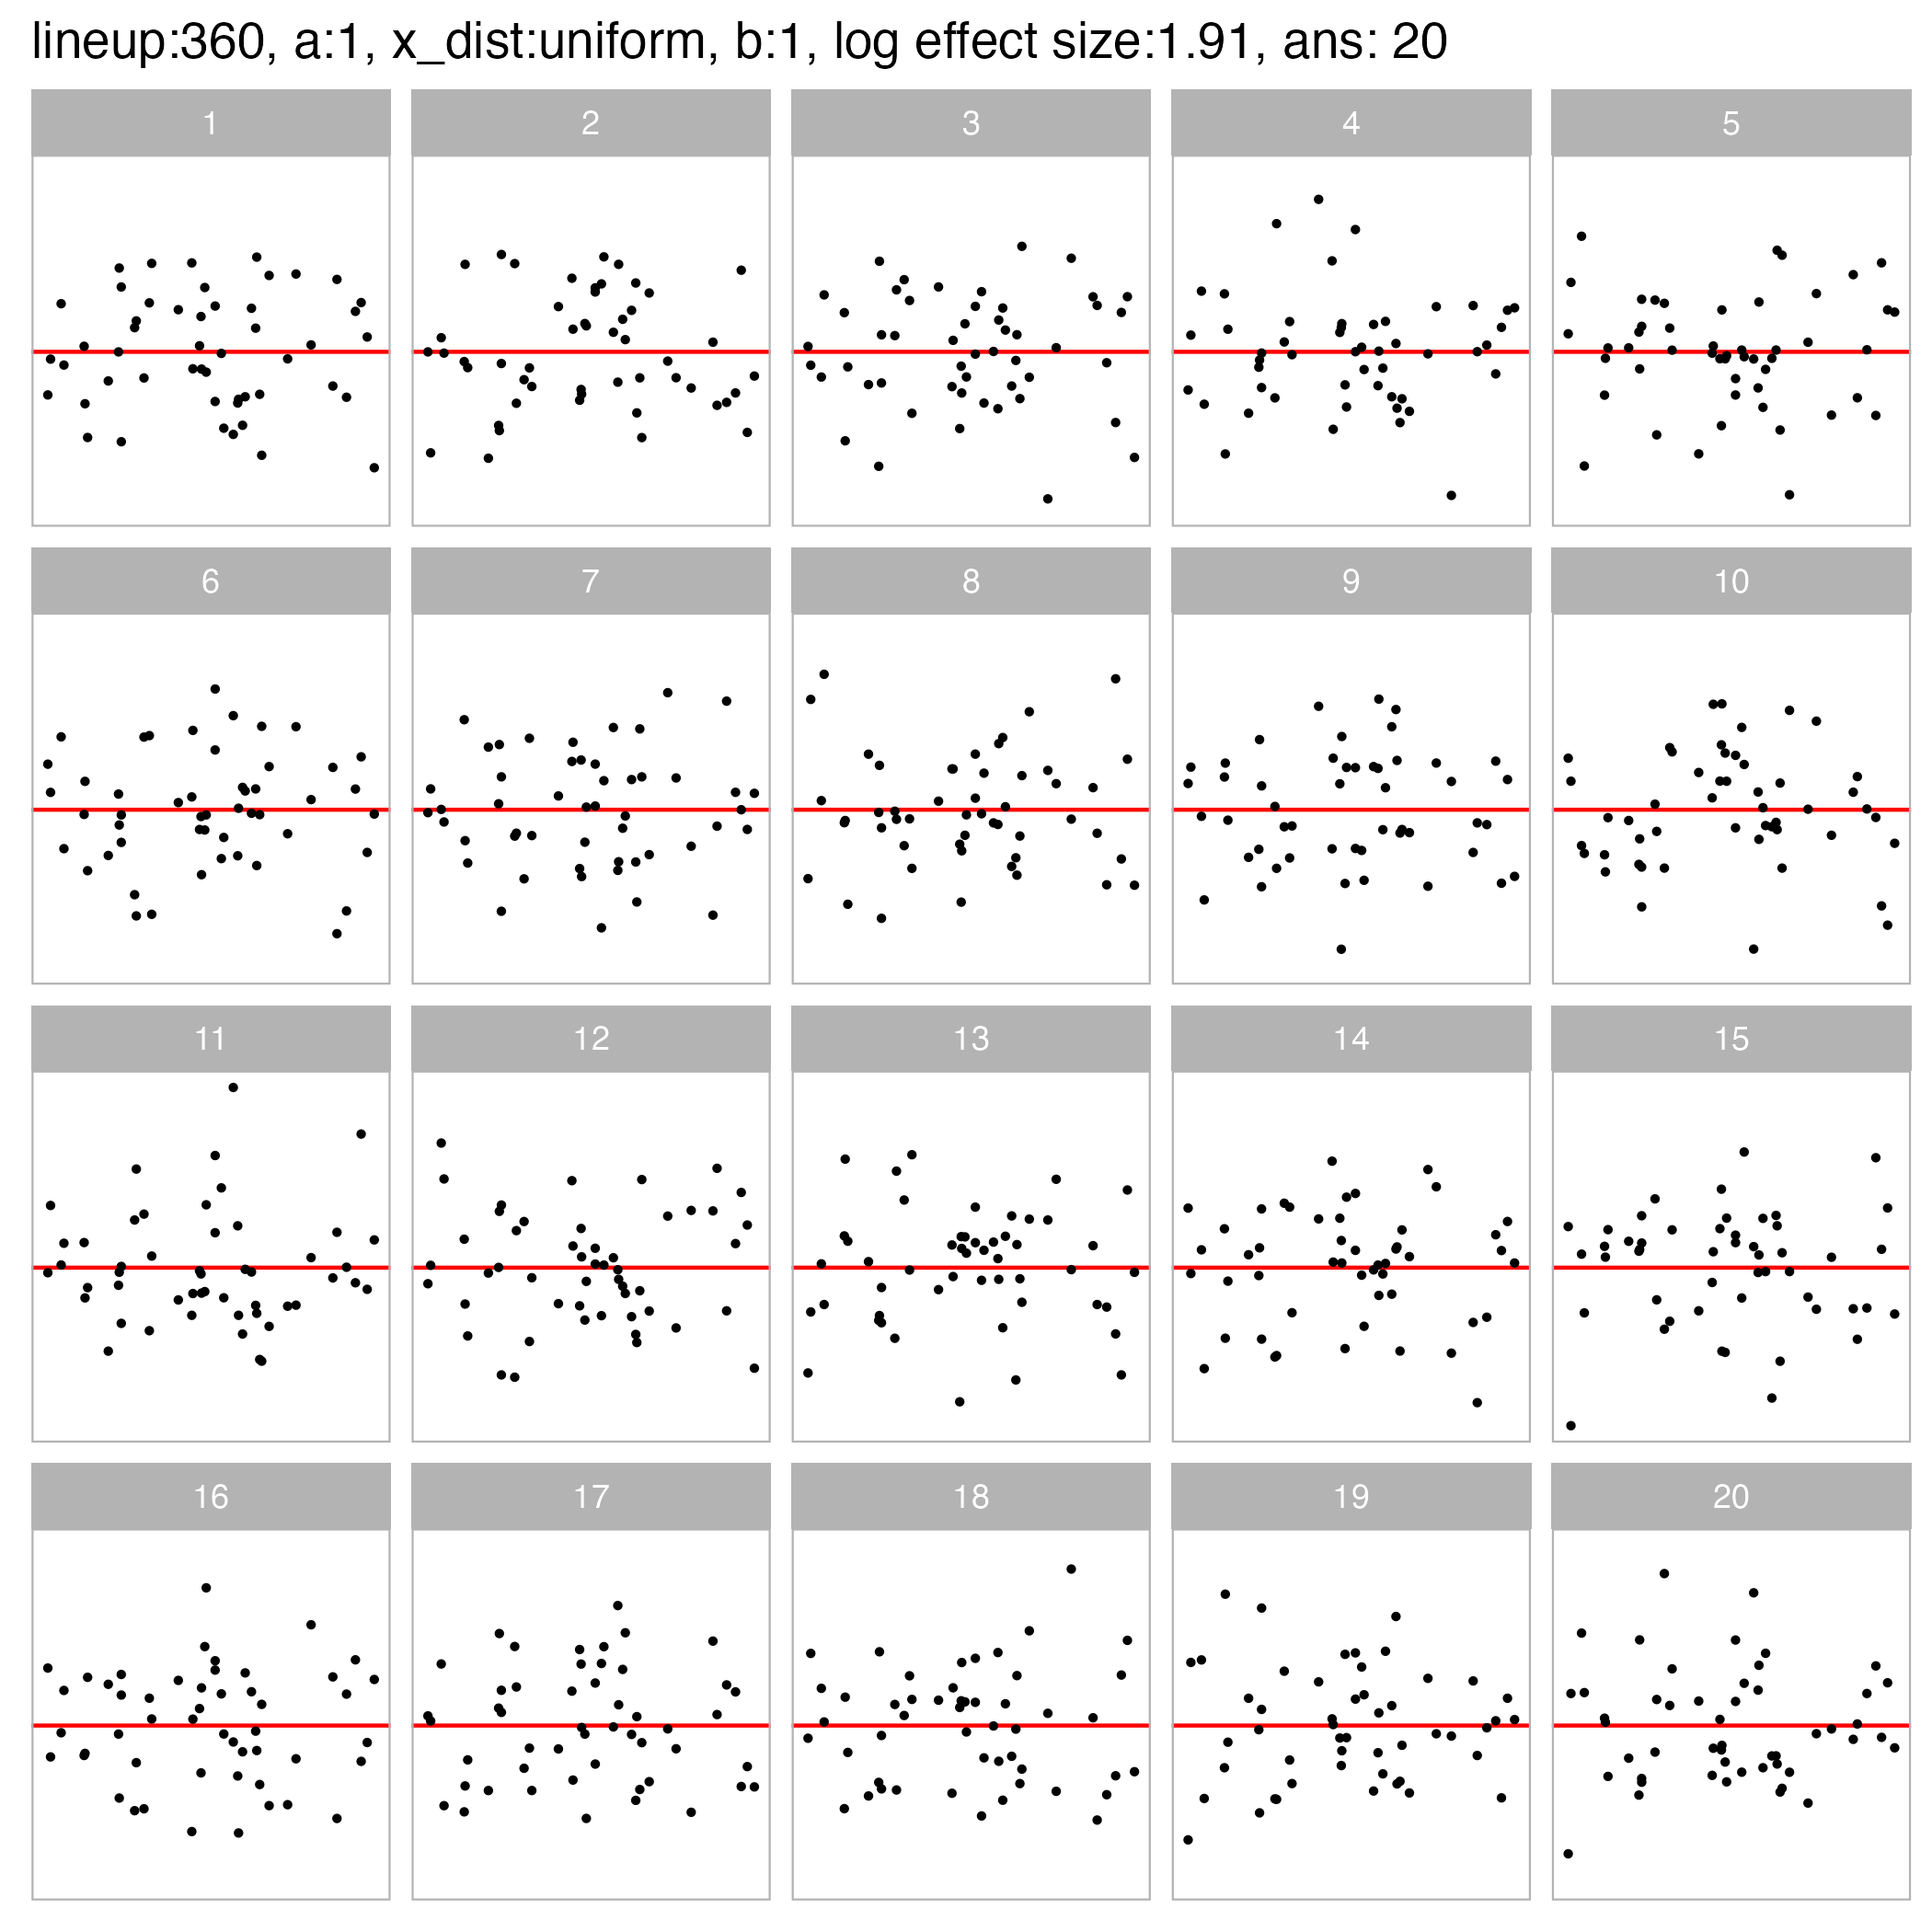 lineup:360, a:1, x_dist:uniform, b:1, log effect size:1.91, ans: 20
1 2 3 4 5
6 7 8 9 10
11 12 13 14 15
16 17 18 19 20